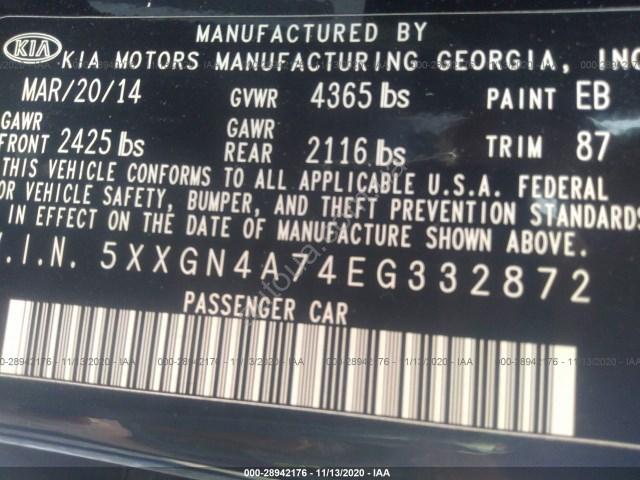 MANUFACTURED BY
KIA KIA MOTORS MANUFACTURING GEORGIA, INC
MAR/20/14 GVWR 4365 lbs PAINT EB
GAWR FRONT 2425 lbs GAWR REAR 2116 lbs TRIM 87
THIS VEHICLE CONFORMS TO ALL APPLICABLE U.S.A. FEDERAL
OR VEHICLE SAFETY, BUMPER, AND THEFT PREVENTION STANDARDS
IN EFFECT ON THE DATE OF MANUFACTURE SHOWN ABOVE.
V.I.N. 5XXGN4A74EG332872
PASSENGER CAR
000-28942176 - 11/13/2020 - IAA